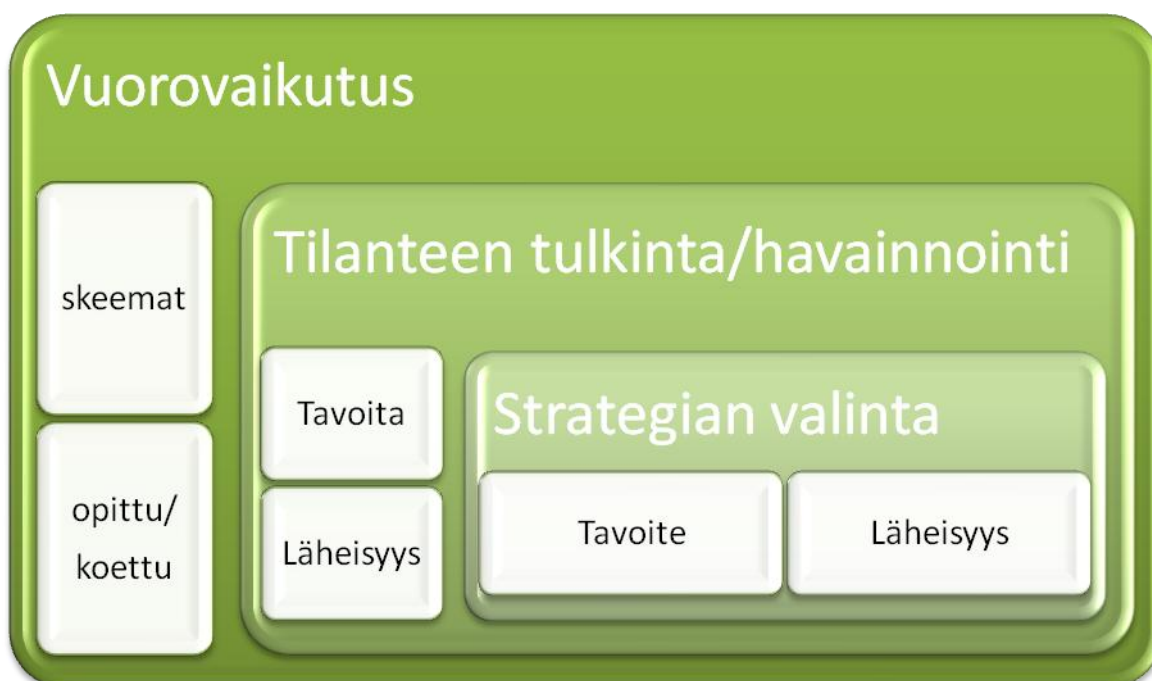 Vuorovaikutus
skeemat
opittu/
koettu
Tilanteen tulkinta/havainnointi
Tavoita
Läheisyys
Strategian valinta
Tavoite
Läheisyys